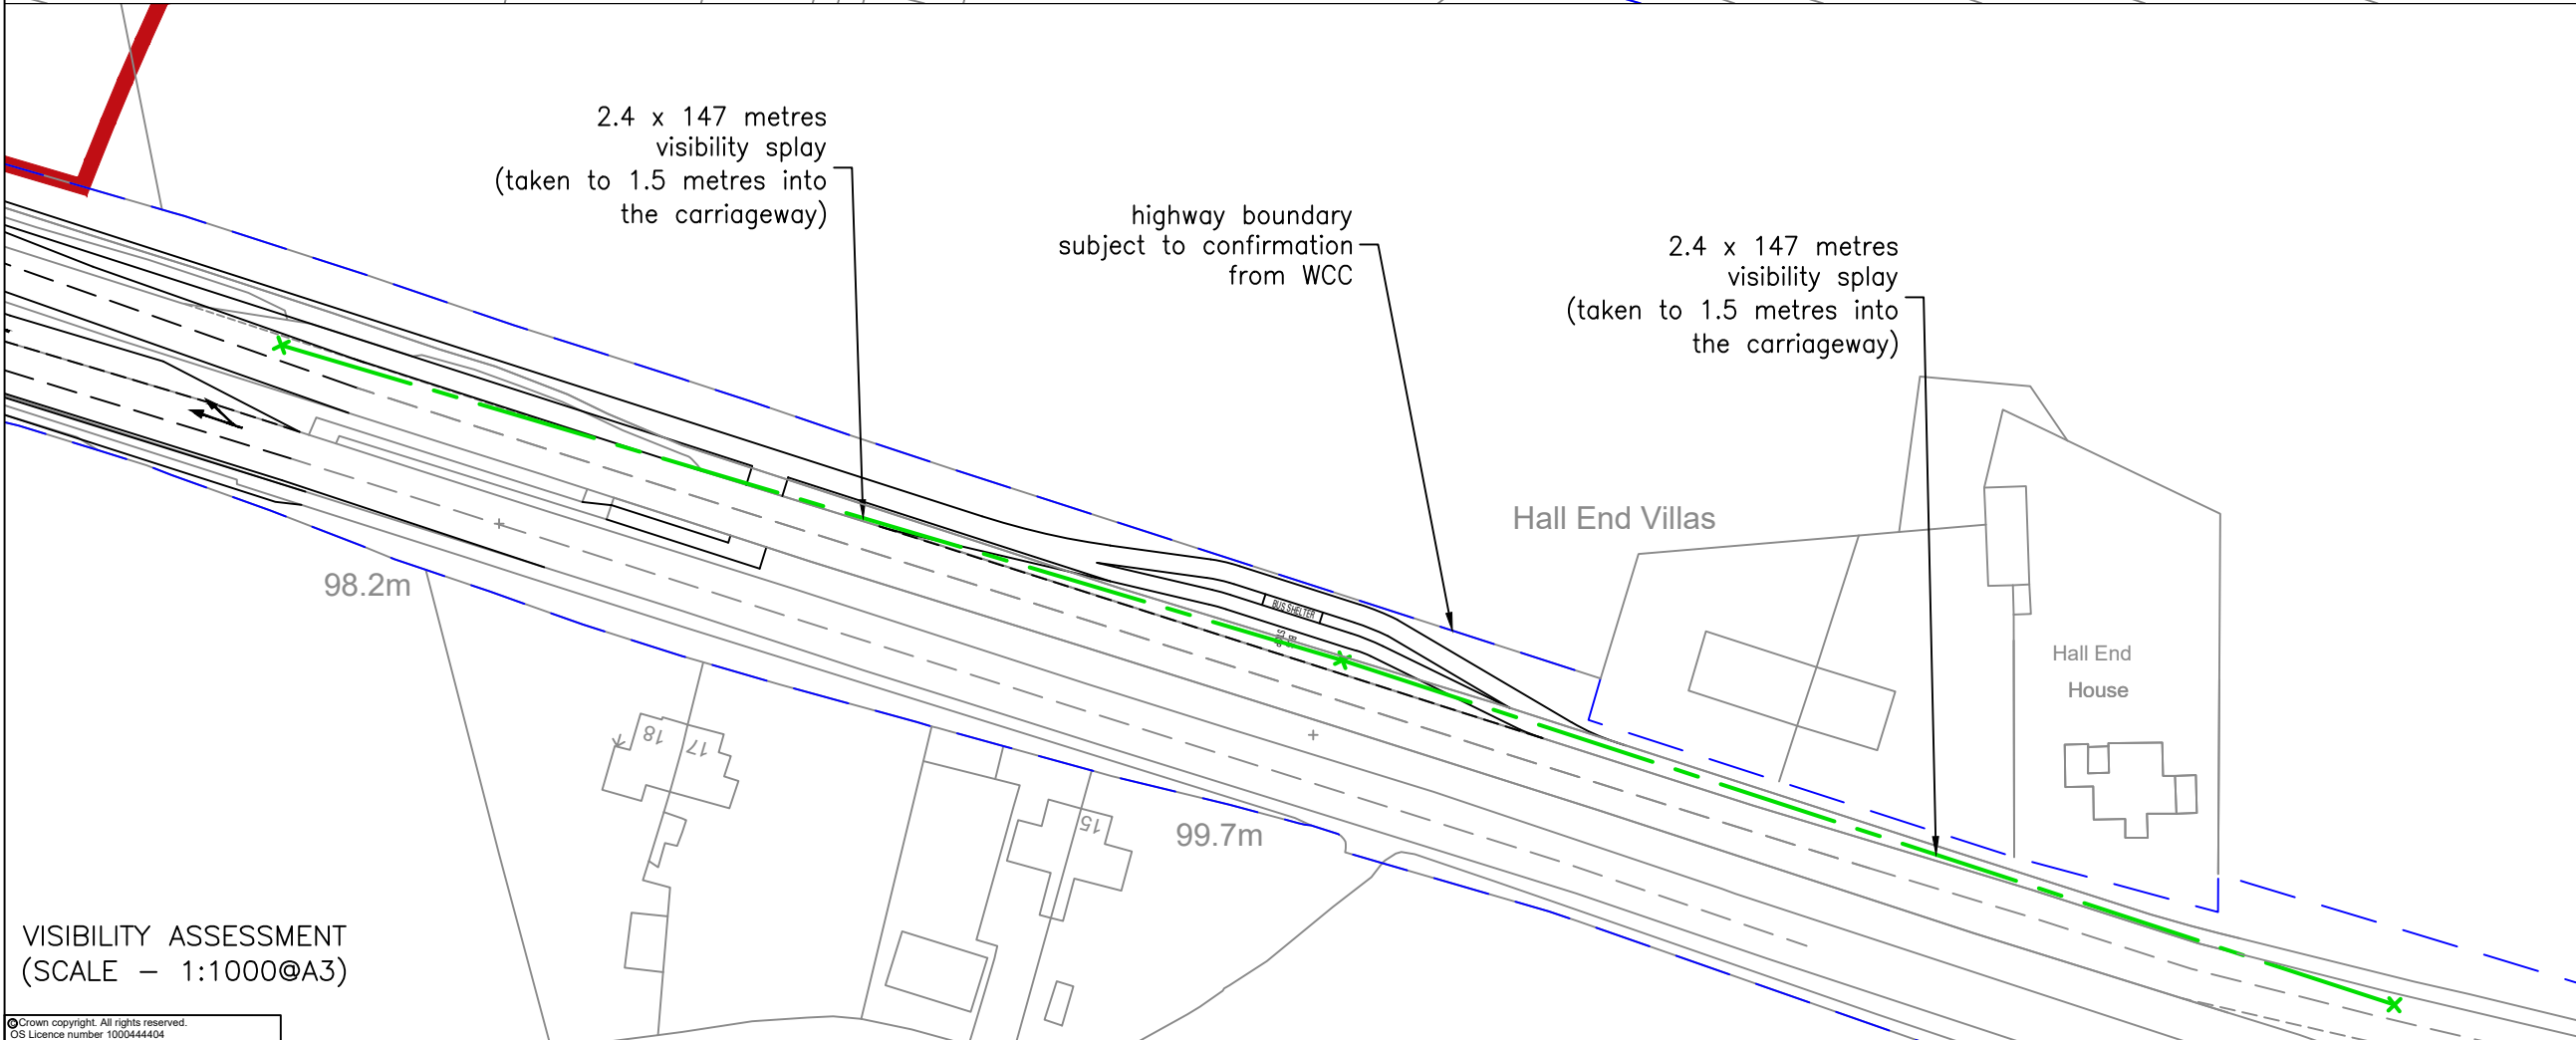 2.4 x 147 metres
visibility splay
(taken to 1.5 metres into
the carriageway)
highway boundary
subject to confirmation
from WCC
2.4 x 147 metres
visibility splay
(taken to 1.5 metres into
the carriageway)
Hall End Villas
BUS SHELTER
Hall End
House
98.2m
18
17
15
99.7m
VISIBILITY ASSESSMENT
(SCALE – 1:1000@A3)
©Crown copyright. All rights reserved.
OS Licence number 1000444404